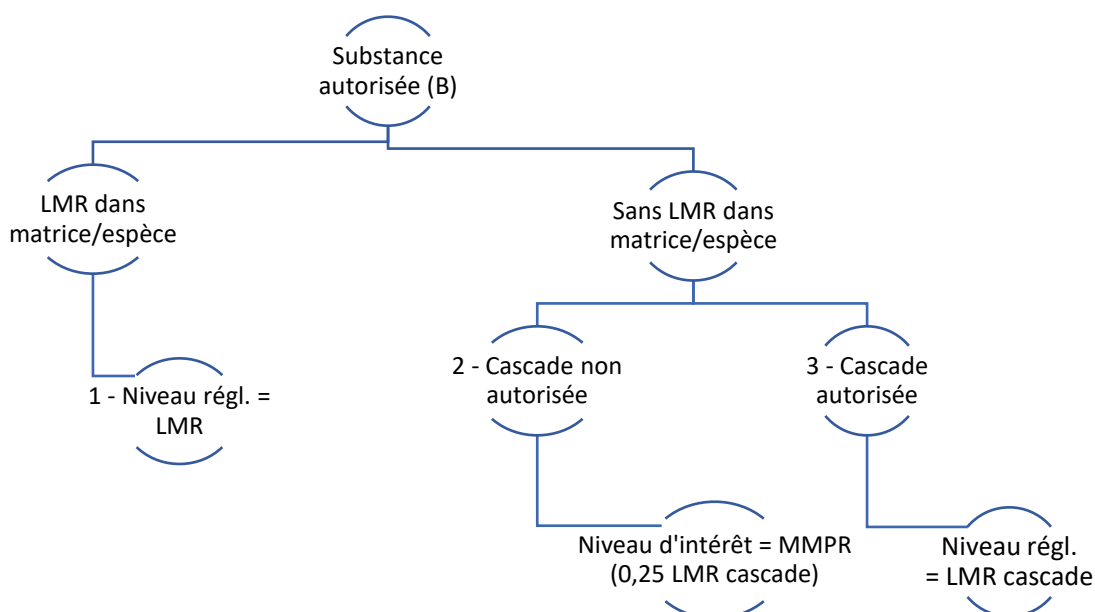 Substance
autorisée (B)
LMR dans
matrice/espèce
Sans LMR dans
matrice/espèce
1 - Niveau régl. =
LMR
2 - Cascade non
autorisée
3 - Cascade
autorisée
Niveau d'intérêt = MMPR
(0,25 LMR cascade)
Niveau régl.
= LMR cascade